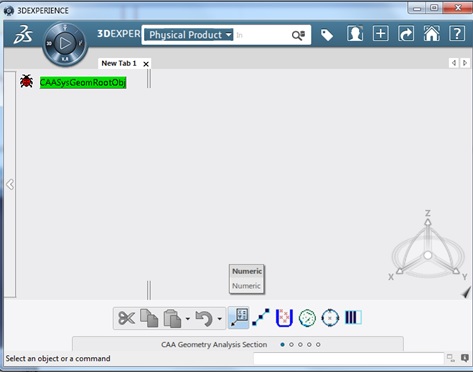 3DEXPERIENCE
3DEXPER
Physical Product
In
New Tab 1
CAASysGeomRootObj
Z
X
Y
Numeric
Numeric
CAA Geometry Analysis Section
Select an object or a command